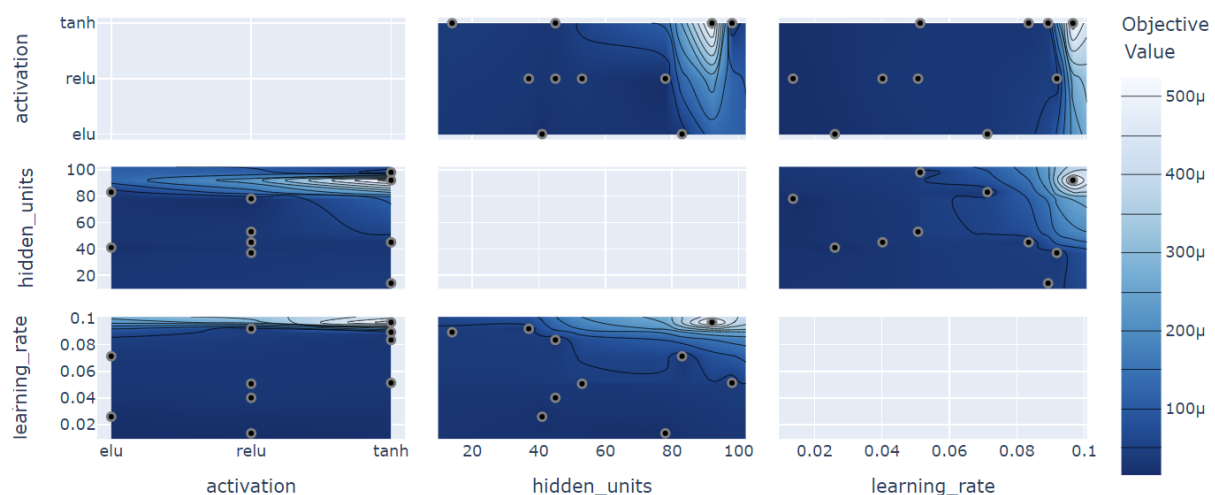 Objective
Value
tanh
relu
elu
activation
500µ
400µ
300µ
200µ
100µ
100
80
60
40
20
hidden_units
0.1
0.08
0.06
0.04
0.02
learning_rate
elu relu tanh
20 40 60 80 100
0.02 0.04 0.06 0.08 0.1
activation
hidden_units
learning_rate